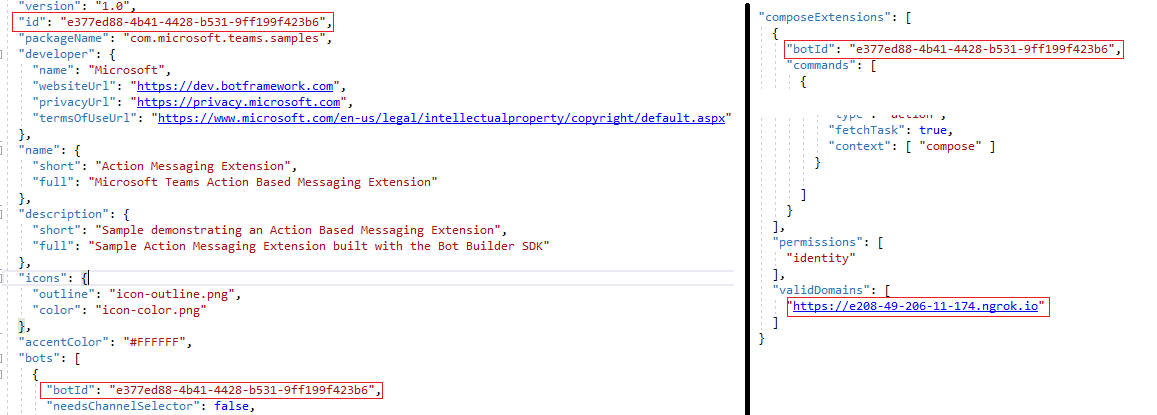 "version": "1.0",
"id": "e377ed88-4b41-4428-b531-9ff199f423b6",
"packageName": "com.microsoft.teams.samples",
"developer": {
"name": "Microsoft",
"websiteUrl": "https://dev.botframework.com",
"privacyUrl": "https://privacy.microsoft.com",
"termsOfUseUrl": "https://www.microsoft.com/en-us/legal/intellectualproperty/copyright/default.aspx"
},
"name": {
"short": "Action Messaging Extension",
"full": "Microsoft Teams Action Based Messaging Extension"
},
"description": {
"short": "Sample demonstrating an Action Based Messaging Extension",
"full": "Sample Action Messaging Extension built with the Bot Builder SDK"
},
"icons": {
"outline": "icon-outline.png",
"color": "icon-color.png"
},
"accentColor": "#FFFFFF",
"bots": [
{
"botId": "e377ed88-4b41-4428-b531-9ff199f423b6",
"needsChannelSelector": false,
"composeExtensions": [
{
"botId": "e377ed88-4b41-4428-b531-9ff199f423b6",
"commands": [
{
"type": "action",
"fetchTask": true,
"context": [ "compose" ]
}
]
}
],
"permissions": [
"identity"
],
"validDomains": [
"https://e208-49-206-11-174.ngrok.io"
]
}